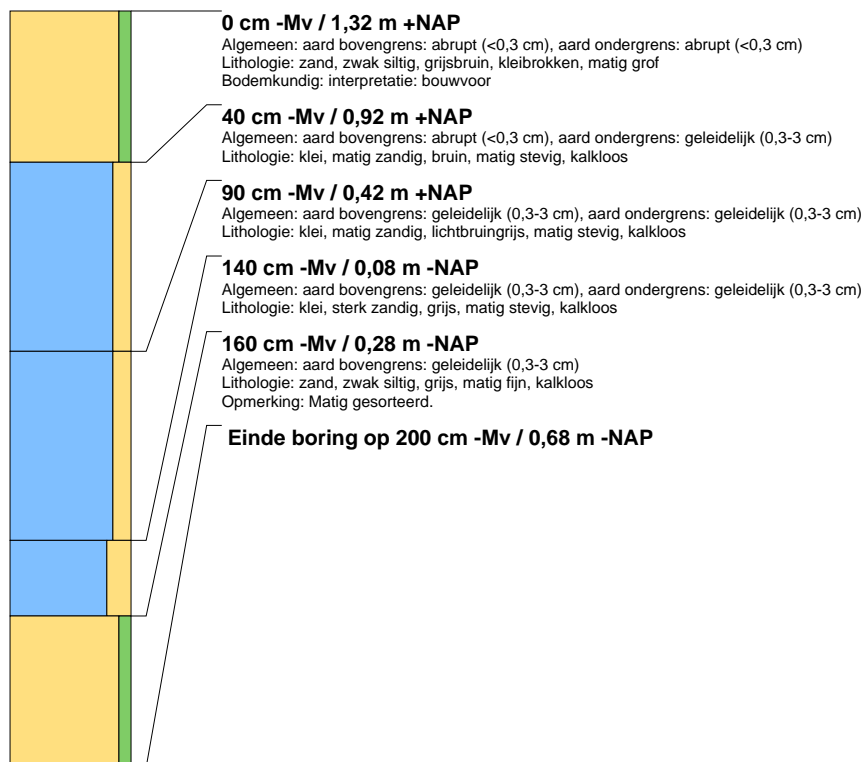 0 cm -Mv / 1,32 m +NAP
Algemeen: aard bovengrens: abrupt (<0,3 cm), aard ondergrens: abrupt (<0,3 cm)
Lithologie: zand, zwak siltig, grijsbruin, kleibrokken, matig grof
Bodemkundig: interpretatie: bouwvoor
40 cm -Mv / 0,92 m +NAP
Algemeen: aard bovengrens: abrupt (<0,3 cm), aard ondergrens: geleidelijk (0,3-3 cm)
Lithologie: klei, matig zandig, bruin, matig stevig, kalkloos
90 cm -Mv / 0,42 m +NAP
Algemeen: aard bovengrens: geleidelijk (0,3-3 cm), aard ondergrens: geleidelijk (0,3-3 cm)
Lithologie: klei, matig zandig, lichtbruingrijs, matig stevig, kalkloos
140 cm -Mv / 0,08 m -NAP
Algemeen: aard bovengrens: geleidelijk (0,3-3 cm), aard ondergrens: geleidelijk (0,3-3 cm)
Lithologie: klei, sterk zandig, grijs, matig stevig, kalkloos
160 cm -Mv / 0,28 m -NAP
Algemeen: aard bovengrens: geleidelijk (0,3-3 cm)
Lithologie: zand, zwak siltig, grijs, matig fijn, kalkloos
Opmerking: Matig gesorteerd.
Einde boring op 200 cm -Mv / 0,68 m -NAP